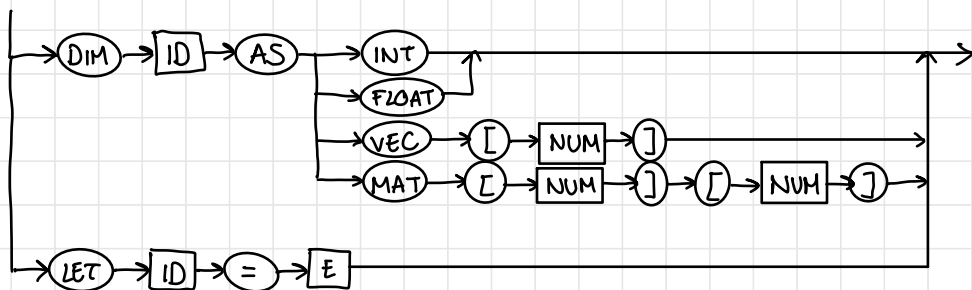 DIM ID AS INT
FLOAT
VEC [ NUM ]
MAT [ NUM ] [ NUM ]
LET ID = E